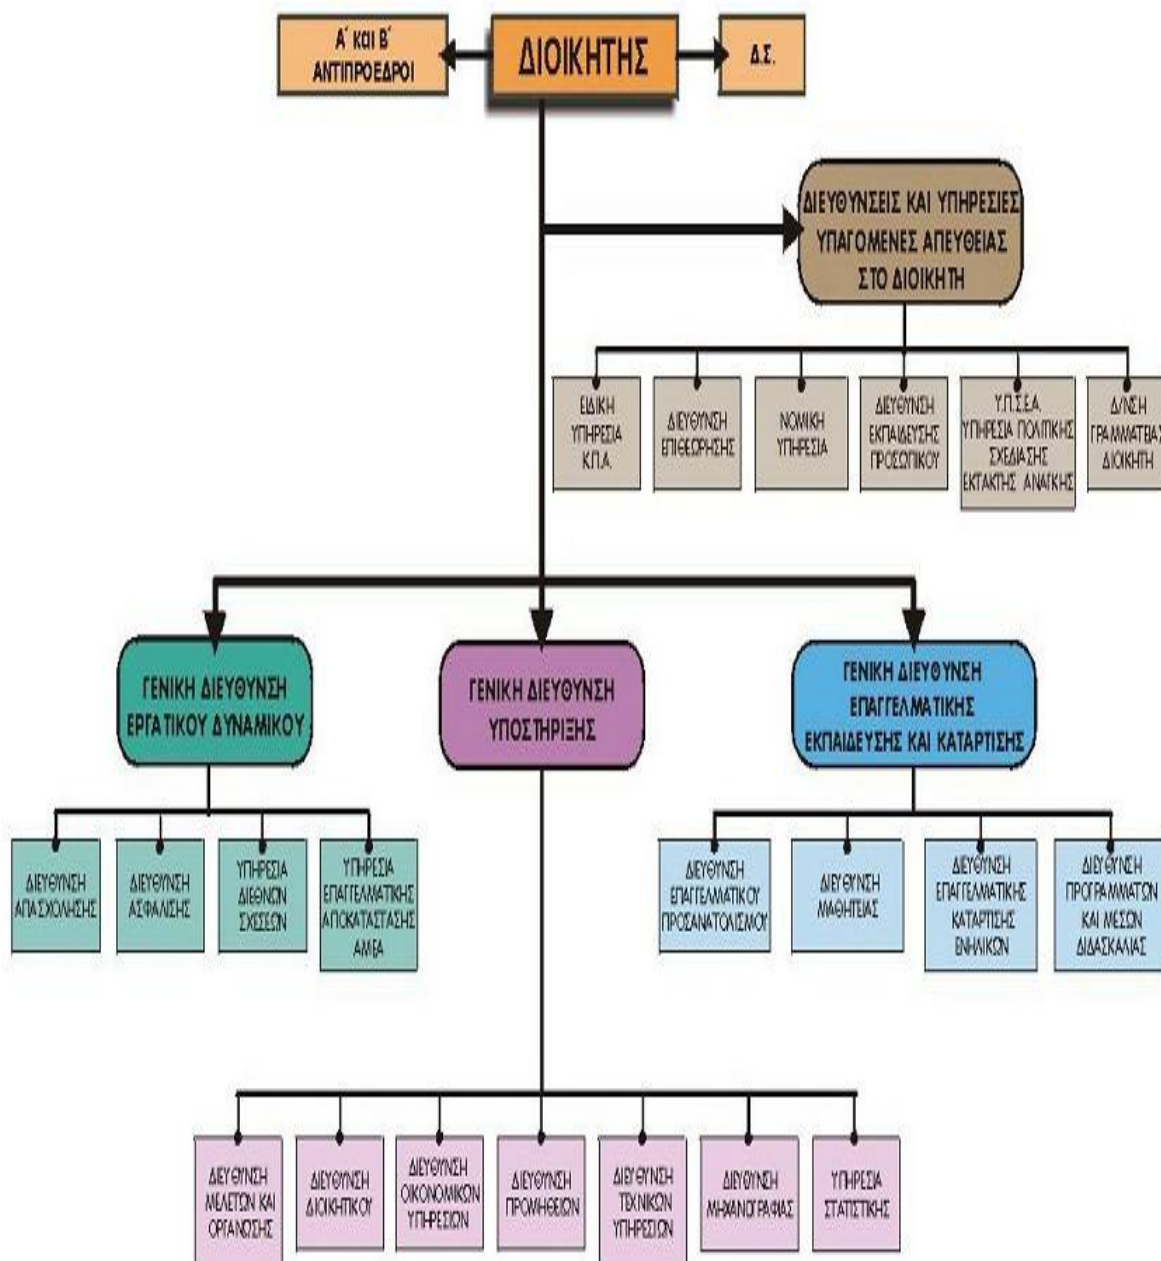 Α΄ ΚΑΙ Β΄
ΑΝΤΙΠΡΟΕΔΡΟΙ
ΔΙΟΙΚΗΤΗΣ
Δ.Σ.
ΔΙΕΥΘΥΝΣΕΙΣ ΚΑΙ ΥΠΗΡΕΣΙΕΣ
ΥΠΑΓΟΜΕΝΕΣ ΑΠΕΥΘΕΙΑΣ
ΣΤΟ ΔΙΟΙΚΗΤΗ
ΕΙΔΙΚΗ
ΥΠΗΡΕΣΙΑ
Κ.Π.Α.
ΔΙΕΥΘΥΝΣΗ
ΕΠΙΘΕΩΡΗΣΗΣ
ΝΟΜΙΚΗ
ΥΠΗΡΕΣΙΑ
ΔΙΕΥΘΥΝΣΗ
ΕΚΠΑΙΔΕΥΣΗΣ
ΠΡΟΣΩΠΙΚΟΥ
Υ.Π.Σ.Ε.Α.
ΥΠΗΡΕΣΙΑ ΠΟΛΙΤΙΚΗΣ
ΣΧΕΔΙΑΣΗΣ
ΕΚΤΑΚΤΗΣ ΑΝΑΓΚΗΣ
Δ/ΝΣΗ
ΓΡΑΜΜΑΤΕΙΑΣ
ΔΙΟΙΚΗΤΗ
ΓΕΝΙΚΗ ΔΙΕΥΘΥΝΣΗ
ΕΡΓΑΤΙΚΟΥ ΔΥΝΑΜΙΚΟΥ
ΓΕΝΙΚΗ ΔΙΕΥΘΥΝΣΗ
ΥΠΟΣΤΗΡΙΞΗΣ
ΓΕΝΙΚΗ ΔΙΕΥΘΥΝΣΗ
ΕΠΑΓΓΕΛΜΑΤΙΚΗΣ
ΕΚΠΑΙΔΕΥΣΗΣ ΚΑΙ ΚΑΤΑΡΤΙΣΗΣ
ΔΙΕΥΘΥΝΣΗ
ΑΠΑΣΧΟΛΗΣΗΣ
ΔΙΕΥΘΥΝΣΗ
ΑΣΦΑΛΙΣΗΣ
ΥΠΗΡΕΣΙΑ
ΔΙΕΘΝΩΝ
ΣΧΕΣΕΩΝ
ΥΠΗΡΕΣΙΑ
ΕΠΑΓΓΕΛΜΑΤΙΚΗΣ
ΑΠΟΚΑΤΑΣΤΑΣΗΣ
ΑΜΕΑ
ΔΙΕΥΘΥΝΣΗ
ΕΠΑΓΓΕΛΜΑΤΙΚΟΥ
ΠΡΟΣΑΝΑΤΟΛΙΣΜΟΥ
ΔΙΕΥΘΥΝΣΗ
ΜΑΘΗΤΕΙΑΣ
ΔΙΕΥΘΥΝΣΗ
ΕΠΑΓΓΕΛΜΑΤΙΚΗΣ
ΚΑΤΑΡΤΙΣΗΣ
ΕΝΗΛΙΚΩΝ
ΔΙΕΥΘΥΝΣΗ
ΠΡΟΓΡΑΜΜΑΤΩΝ
ΚΑΙ ΜΕΣΩΝ
ΔΙΔΑΣΚΑΛΙΑΣ
ΔΙΕΥΘΥΝΣΗ
ΜΕΛΕΤΩΝ ΚΑΙ
ΟΡΓΑΝΩΣΗΣ
ΔΙΕΥΘΥΝΣΗ
ΔΙΟΙΚΗΤΙΚΟΥ
ΔΙΕΥΘΥΝΣΗ
ΟΙΚΟΝΟΜΙΚΩΝ
ΥΠΗΡΕΣΙΩΝ
ΔΙΕΥΘΥΝΣΗ
ΠΡΟΜΗΘΕΙΩΝ
ΔΙΕΥΘΥΝΣΗ
ΤΕΧΝΙΚΩΝ
ΥΠΗΡΕΣΙΩΝ
ΔΙΕΥΘΥΝΣΗ
ΜΗΧΑΝΟΓΡΑΦΙΑΣ
ΥΠΗΡΕΣΙΑ
ΣΤΑΤΙΣΤΙΚΗΣ